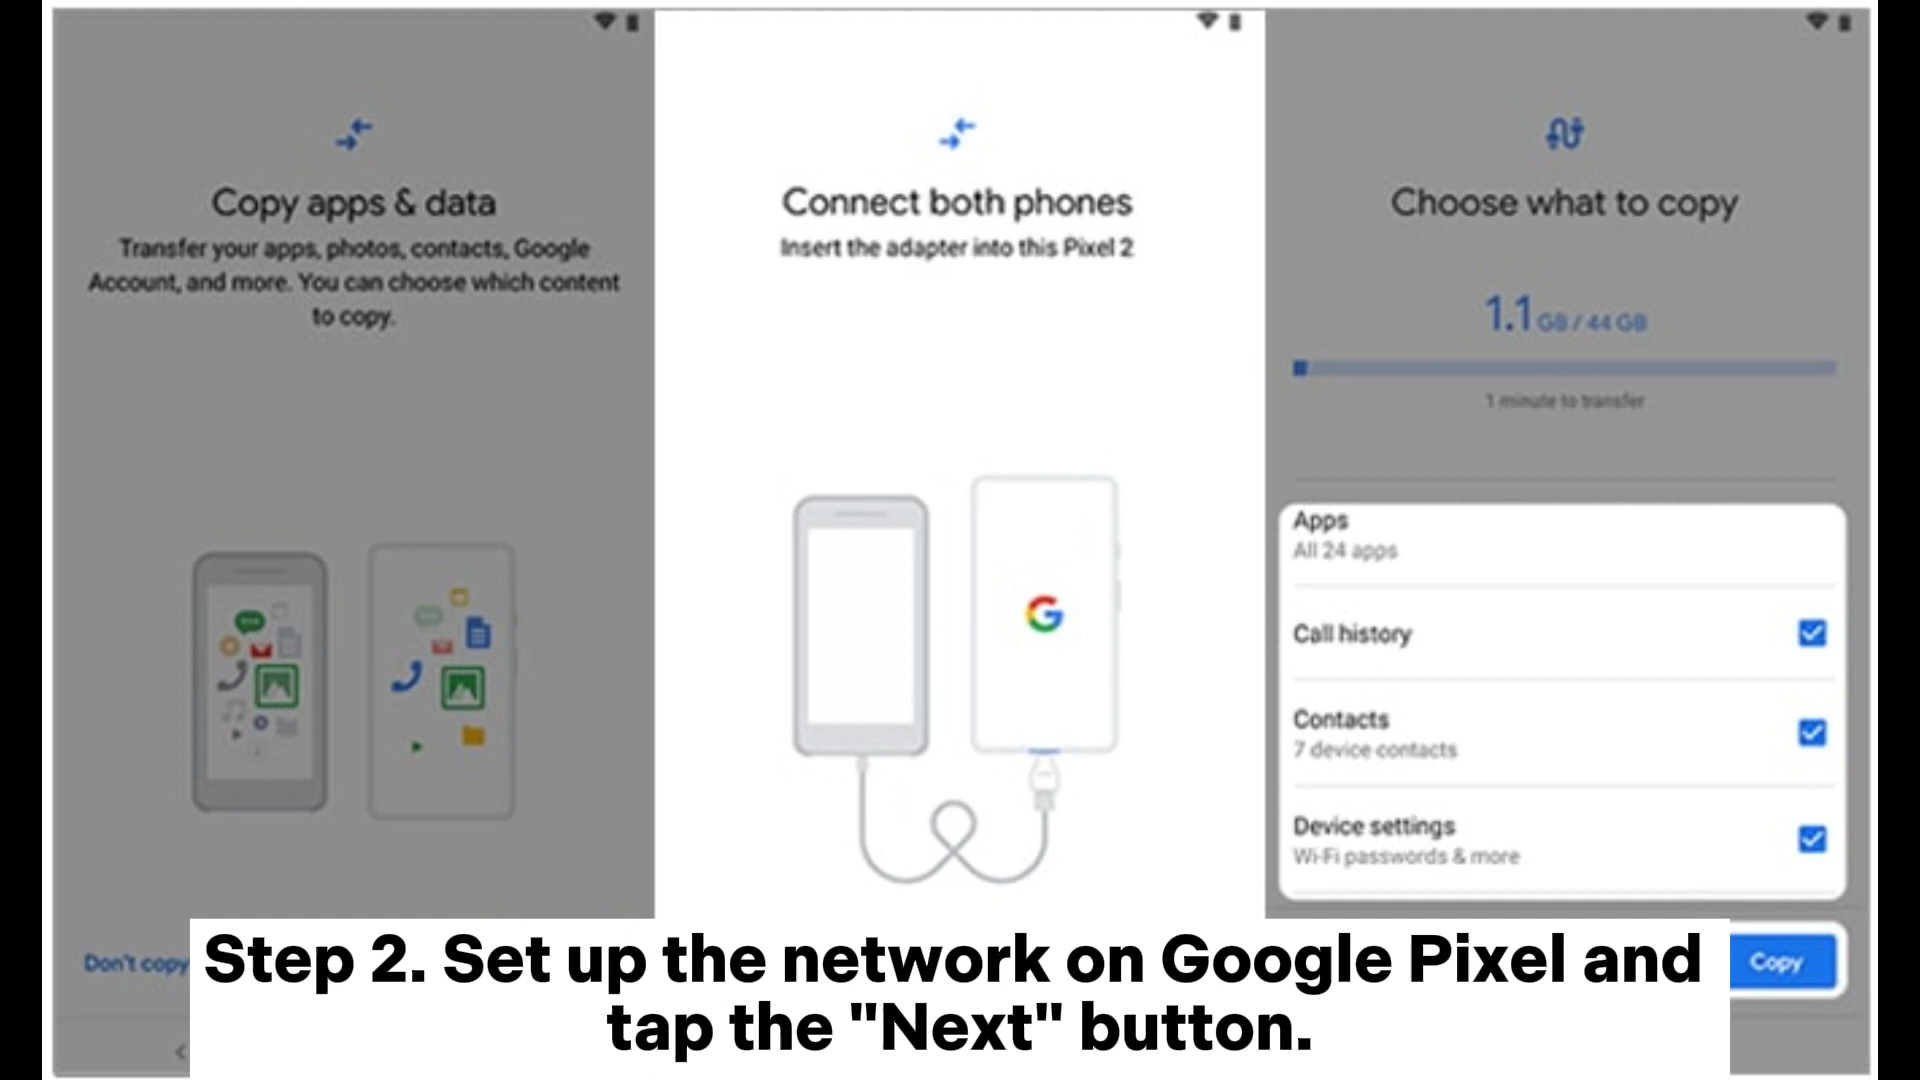 Copy apps & data
Transfer your apps, photos, contacts, Google
Account, and more. You can choose which content
to copy.
Don't copy
Connect both phones
Insert the adapter into this Pixel 2
G
Choose what to copy
1.1 GB / 44 GB
1 minute to transfer
Apps
All 24 apps
Call history
Contacts
7 device contacts
Device settings
Wi-Fi passwords & more
Copy
Step 2. Set up the network on Google Pixel and
tap the "Next" button.